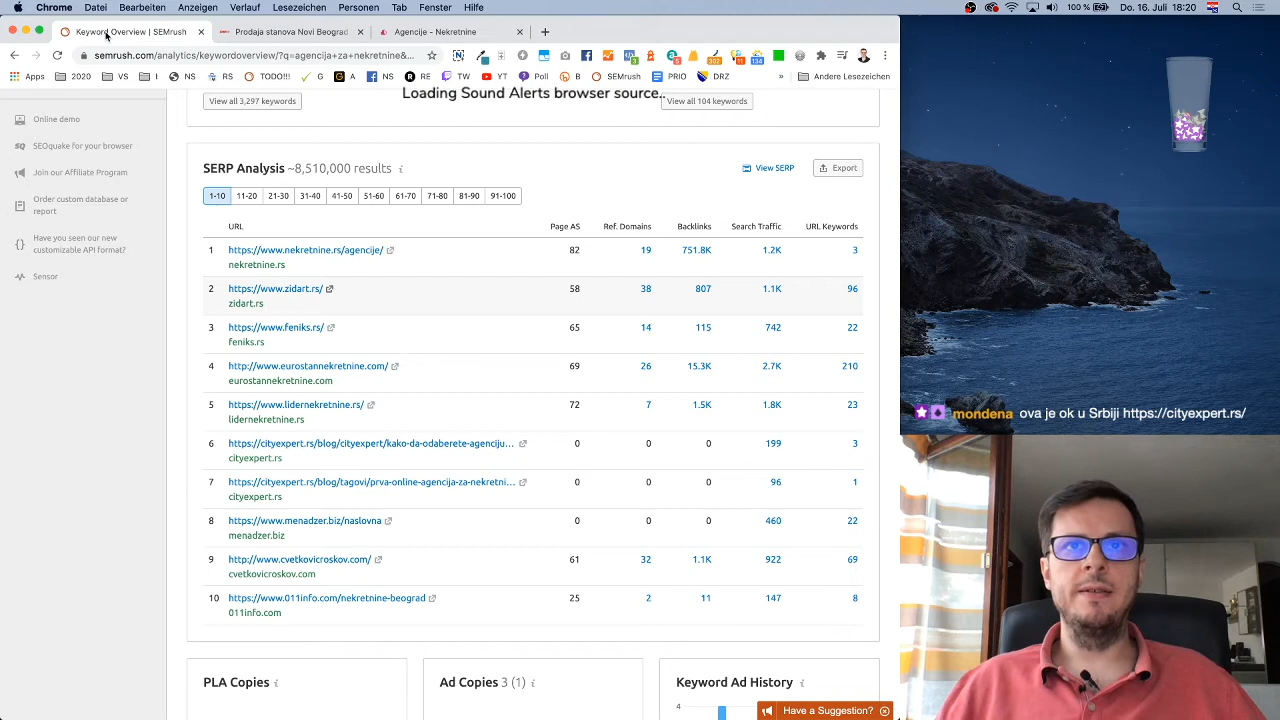 Chrome Datei Bearbeiten Anzeigen Verlauf Lesezeichen Personen Tab Fenster Hilfe
100 % Do. 16. Juli 18:20
Keyword Overview | SEMrush
Prodaja stanova Novi Beograd
Agencije - Nekretnine
semrush.com/analytics/keywordoverview/?q=agencija+za+nekretnine&...
Apps 2020 VS I NS RS TODO!!! G NS RE TW YT Poll B SEMrush PRIO DRZ » Andere Lesezeichen
Loading Sound Alerts browser source..
View all 3,297 keywords
View all 104 keywords
Online demo
SEOquake for your browser
Join our Affiliate Program
Order custom database or
report
Have you seen our new
customizable API format?
Sensor
SERP Analysis ~8,510,000 results
View SERP
Export
1-10 11-20 21-30 31-40 41-50 51-60 61-70 71-80 81-90 91-100
URL Page AS Ref. Domains Backlinks Search Traffic URL Keywords
1 https://www.nekretnine.rs/agencije/ 82 19 751.8K 1.2K 3
nekretnine.rs
2 https://www.zidart.rs/ 58 38 807 1.1K 96
zidart.rs
3 https://www.feniks.rs/ 65 14 115 742 22
feniks.rs
4 http://www.eurostannekretnine.com/ 69 26 15.3K 2.7K 210
eurostannekretnine.com
5 https://www.lidernekretnine.rs/ 72 7 1.5K 1.8K 23
lidernekretnine.rs
6 https://cityexpert.rs/blog/cityexpert/kako-da-odaberete-agenciju... 0 0 0 199 3
cityexpert.rs
7 https://cityexpert.rs/blog/tagovi/prva-online-agencija-za-nekretni... 0 0 0 96 1
cityexpert.rs
8 https://www.menadzer.biz/naslovna 0 0 0 460 22
menadzer.biz
9 http://www.cvetkovicroskov.com/ 61 32 1.1K 922 69
cvetkovicroskov.com
10 https://www.011info.com/nekretnine-beograd 25 2 11 147 8
011info.com
PLA Copies
Ad Copies 3 (1)
Keyword Ad History
4
Have a Suggestion?
mondena ova je ok u Srbiji https://cityexpert.rs/